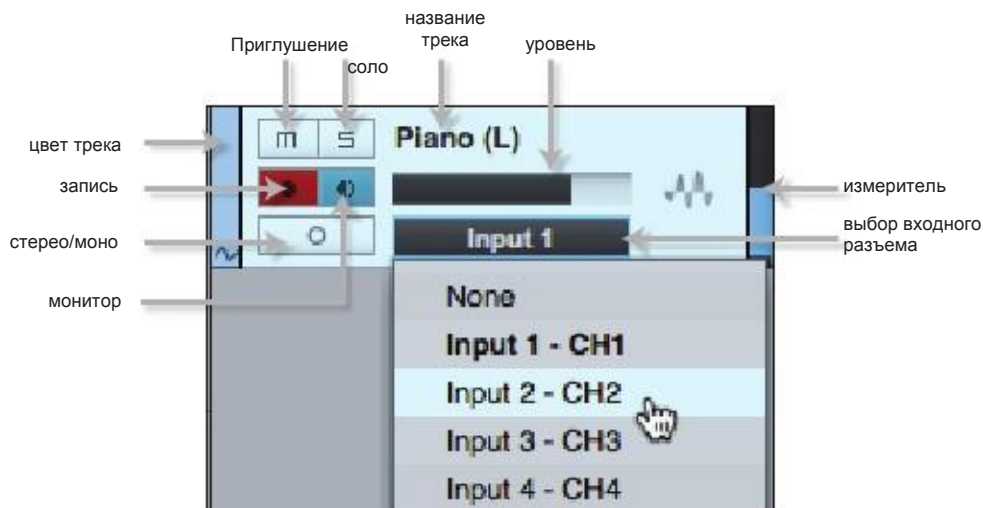 название
трека
Приглушение
соло
уровень
цвет трека
m S Piano (L)
запись
измеритель
стерео/моно
Input 1
выбор входного
разъема
монитор
None
Input 1 - CH1
Input 2 - CH2
Input 3 - CH3
Input 4 - CH4